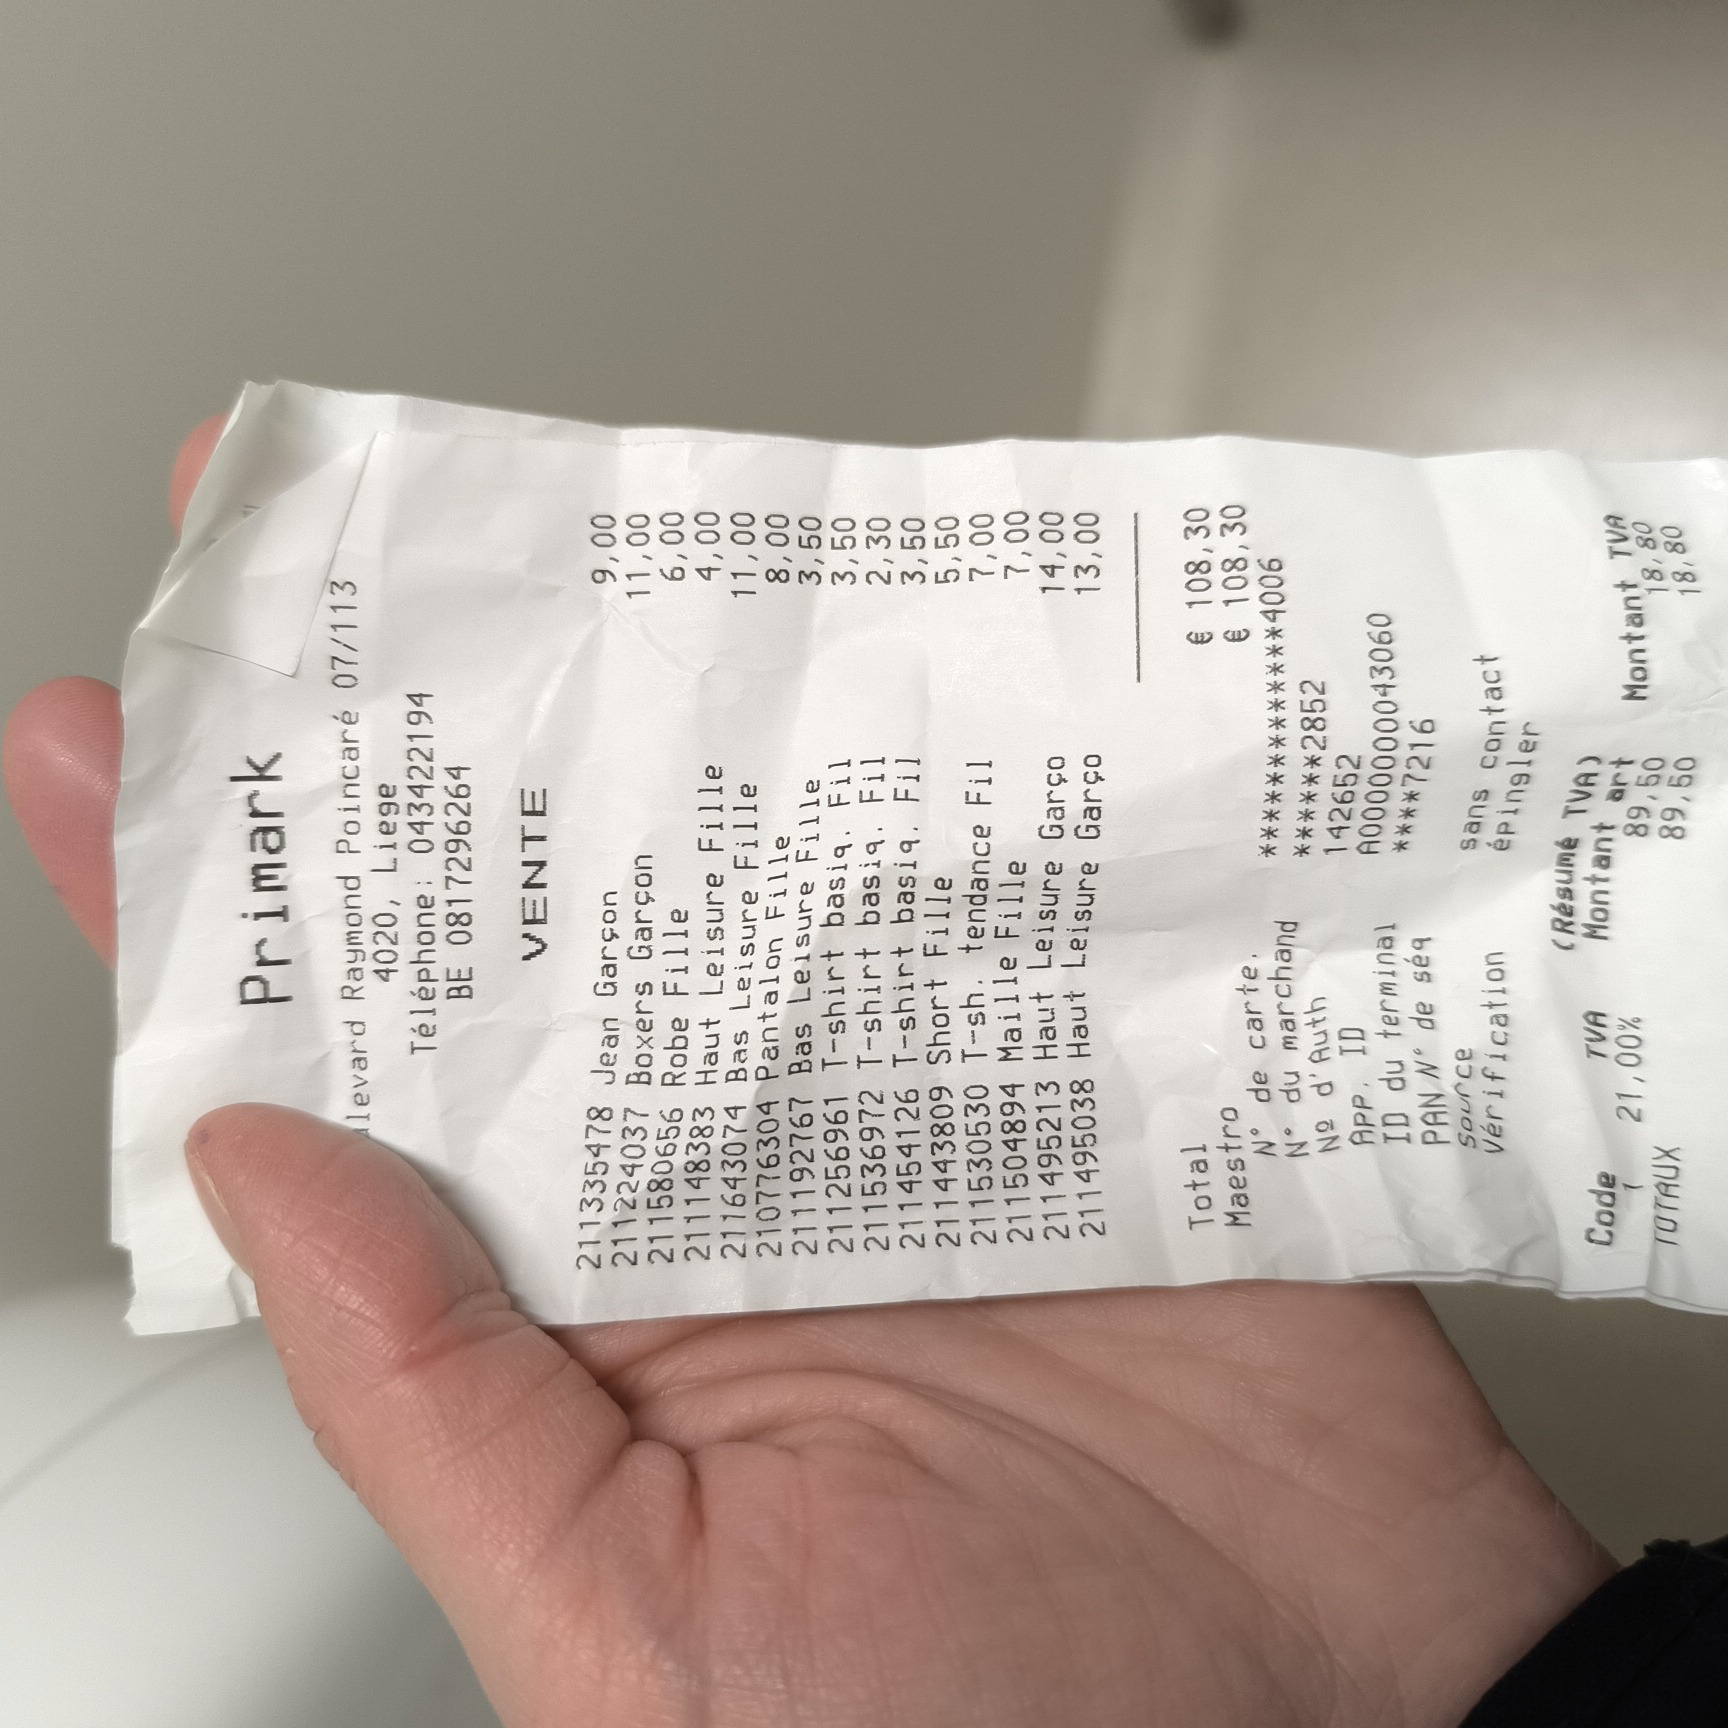 Primark
levard Raymond Poincaré 07/113
4020, Liege
Téléphone: 043422194
BE 0817296264
VENTE
211335478 Jean Garçon 9,00
211224037 Boxers Garçon 11,00
211580656 Robe Fille 6,00
211148383 Haut Leisure Fille 4,00
211643074 Bas Leisure Fille 11,00
210776304 Pantalon Fille 8,00
211192767 Bas Leisure Fille 3,50
211256961 T-shirt basiq. Fil 3,50
211536972 T-shirt basiq. Fil 2,30
211454126 T-shirt basiq. Fil 3,50
211443809 Short Fille 5,50
211530530 T-sh. tendance Fil 7,00
211504894 Maille Fille 7,00
211495213 Haut Leisure Garço 14,00
211495038 Haut Leisure Garço 13,00
Total € 108,30
Maestro € 108,30
N° de carte. ***************4006
N° du marchand ******2852
Nº d'Auth 142652
APP. ID A0000000043060
ID du terminal ****7216
PAN N° de séq
Source sans contact
Vérification épingler
(Résumé TVA)
Code TVA Montant art Montant TVA
1 21,00% 89,50 18,80
TOTAUX 89,50 18,80